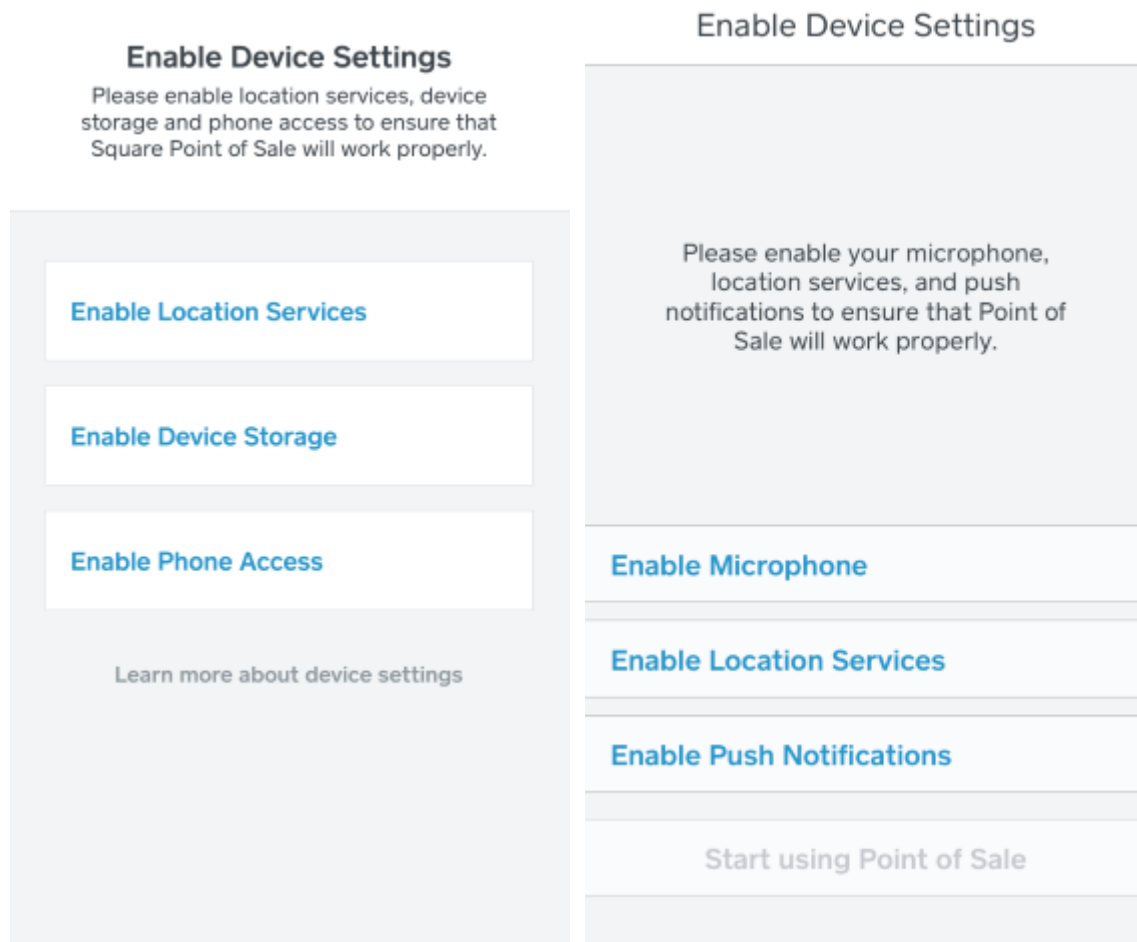 Enable Device Settings
Please enable location services, device
storage and phone access to ensure that
Square Point of Sale will work properly.
Enable Location Services
Enable Device Storage
Enable Phone Access
Learn more about device settings
Enable Device Settings
Please enable your microphone,
location services, and push
notifications to ensure that Point of
Sale will work properly.
Enable Microphone
Enable Location Services
Enable Push Notifications
Start using Point of Sale